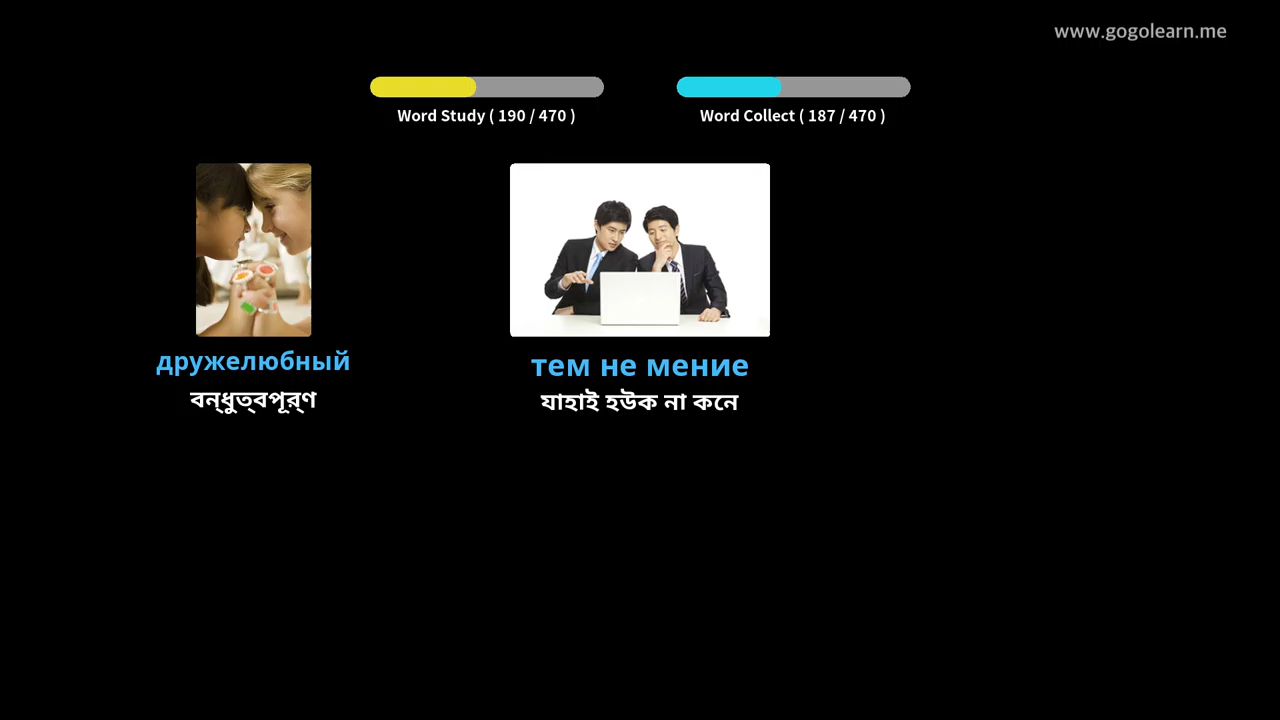 www.gogolearn.me
Word Study ( 190 / 470 )
Word Collect ( 187 / 470 )
дружелюбный
বন্ধুত্বপূর্ণ
тем не мение
যাহাই হউক না কনে